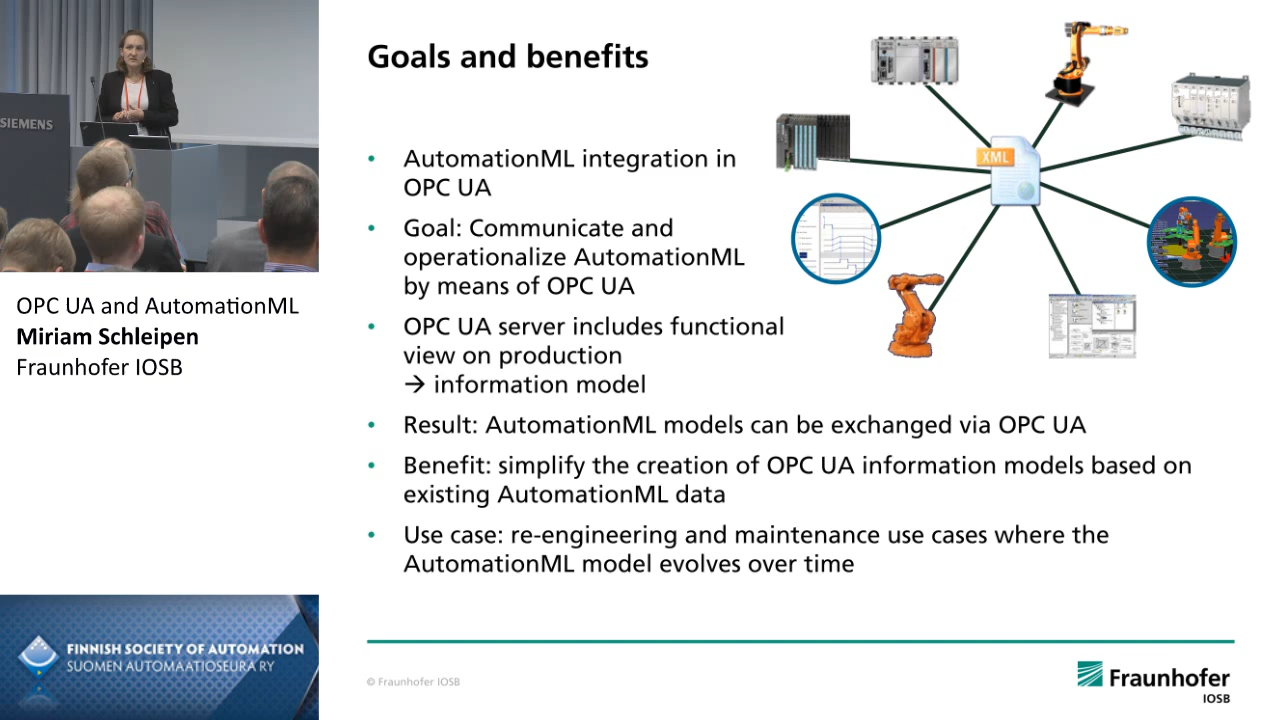 SIEMENS
OPC UA and AutomationML
Miriam Schleipen
Fraunhofer IOSB
FINNISH SOCIETY OF AUTOMATION
SUOMEN AUTOMAATIOSEURA RY
Goals and benefits
• AutomationML integration in
OPC UA
• Goal: Communicate and
operationalize AutomationML
by means of OPC UA
• OPC UA server includes functional
view on production
→ information model
• Result: AutomationML models can be exchanged via OPC UA
• Benefit: simplify the creation of OPC UA information models based on
existing AutomationML data
• Use case: re-engineering and maintenance use cases where the
AutomationML model evolves over time
XML
© Fraunhofer IOSB
Fraunhofer
IOSB